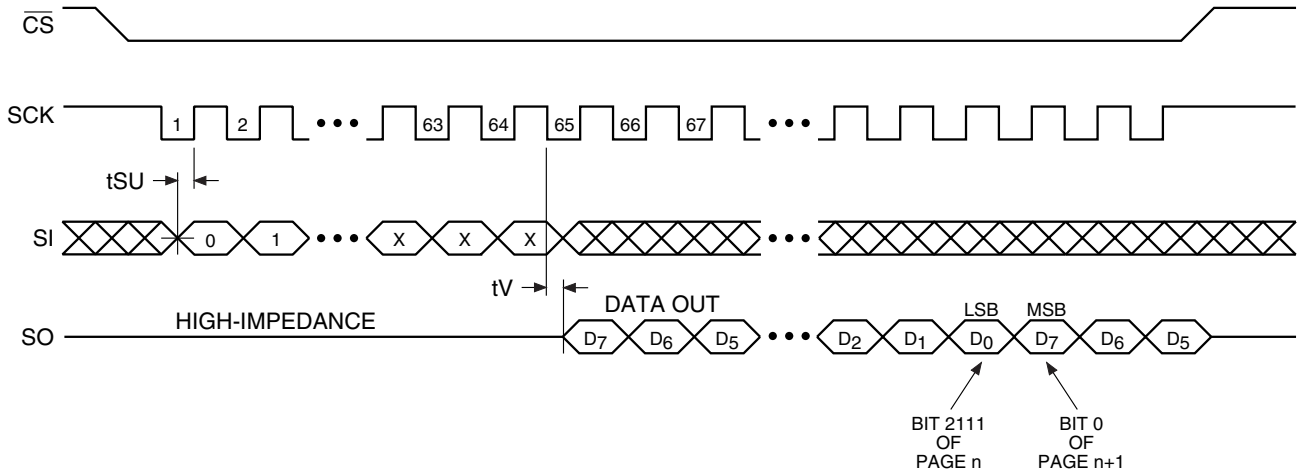 CS
SCK 1 2 ••• 63 64 65 66 67 •••
tSU
SI 0 1 ••• X X X •••
tV
DATA OUT
HIGH-IMPEDANCE
LSB MSB
SO D7 D6 D5 ••• D2 D1 D0 D7 D6 D5
BIT 2111
OF
PAGE n
BIT 0
OF
PAGE n+1